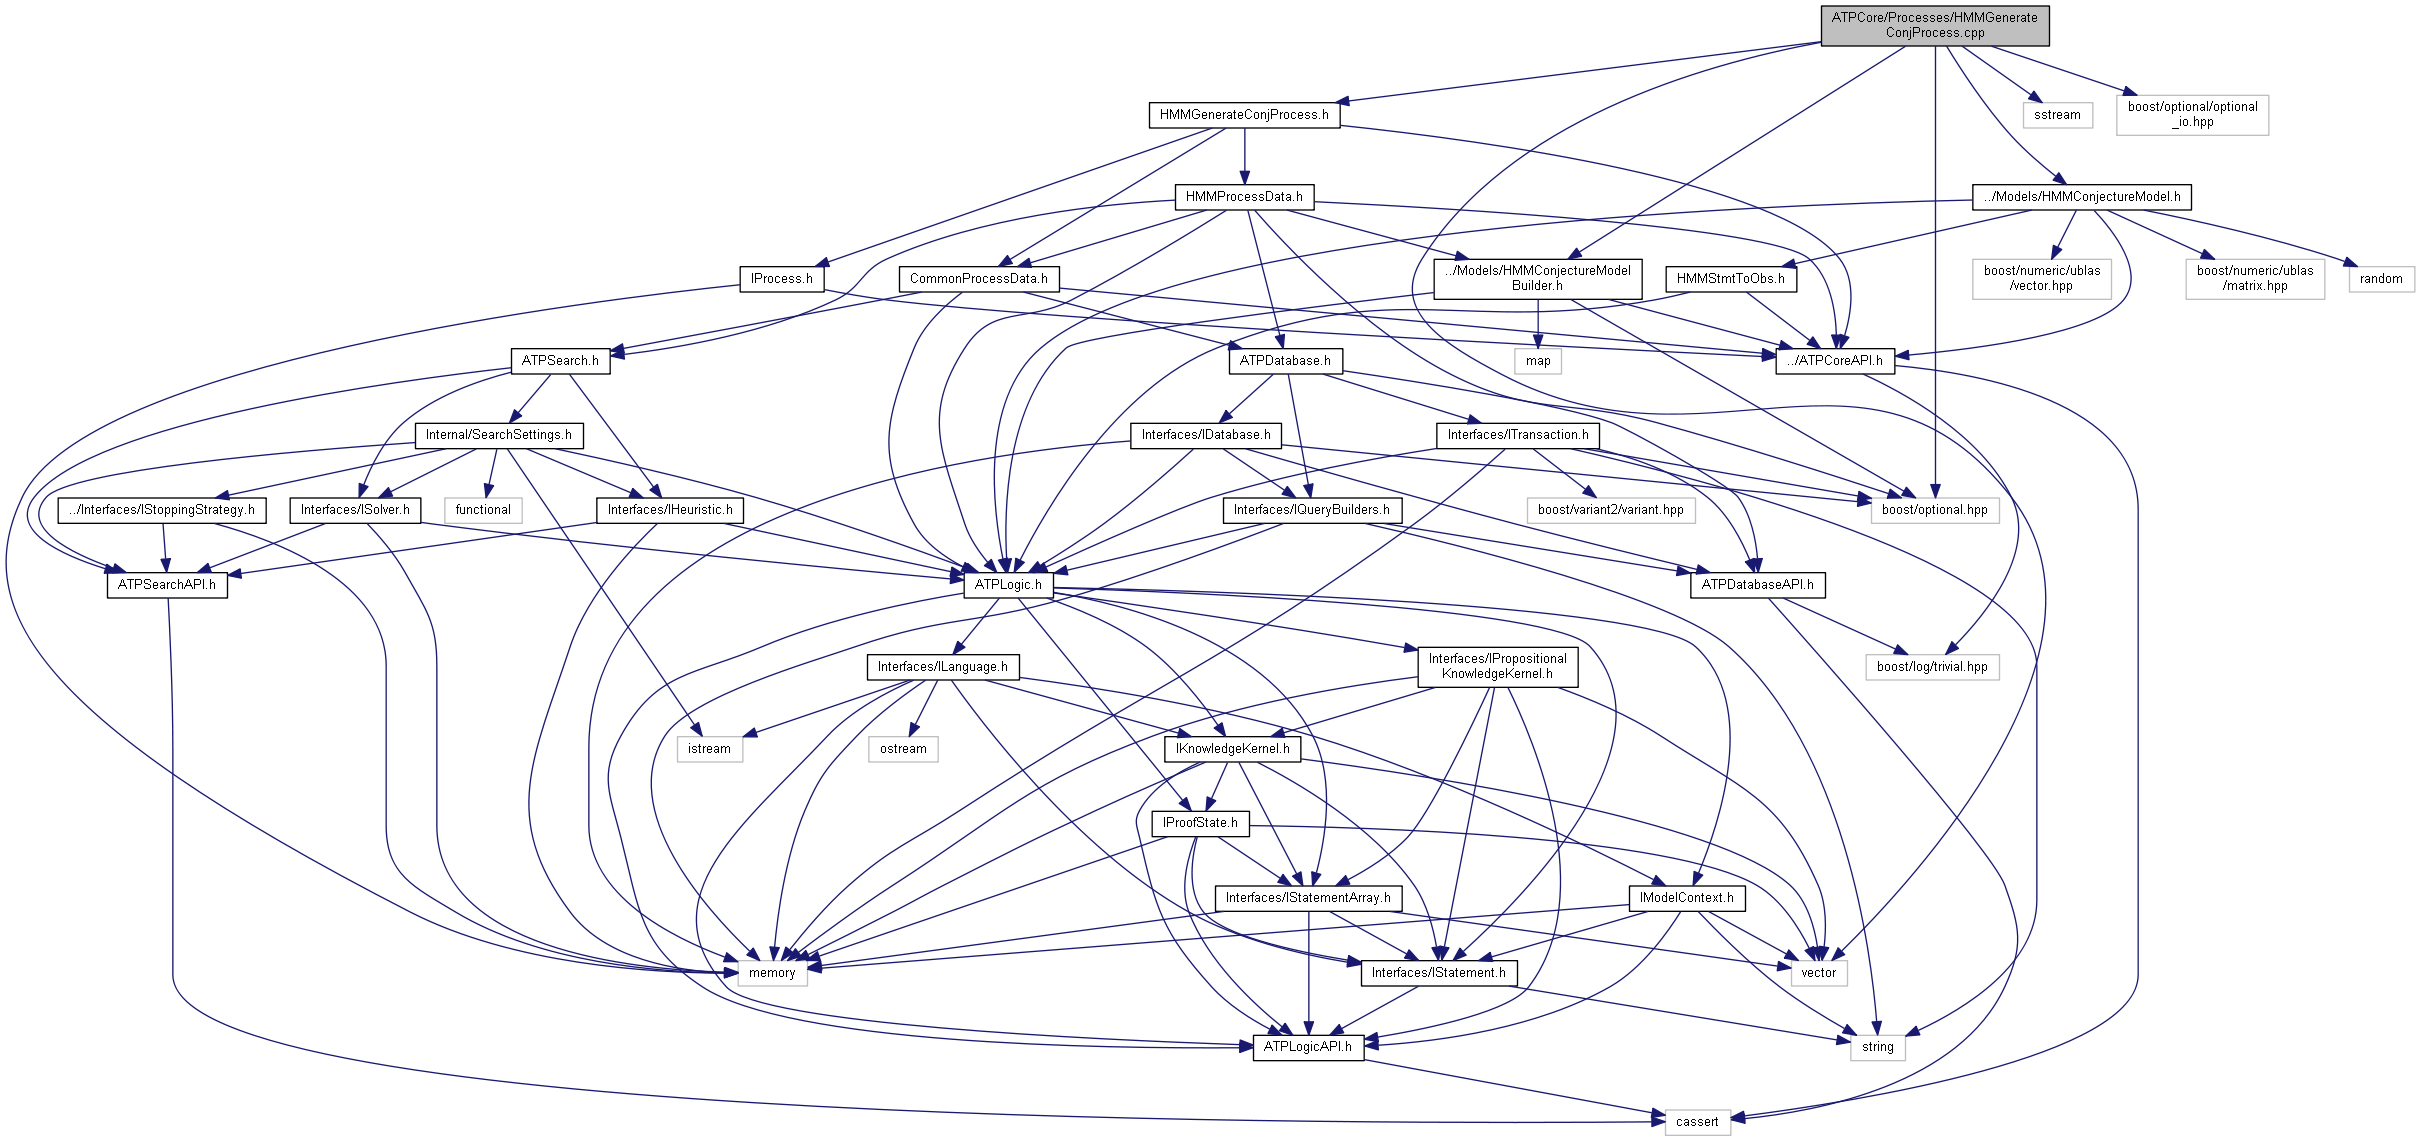 ATPCore/Processes/HMMGenerate
ConjProcess.cpp
HMMGenerateConjProcess.h
sstream
boost/optional/optional
_io.hpp
HMMProcessData.h
../Models/HMMConjectureModel.h
IProcess.h
CommonProcessData.h
../Models/HMMConjectureModel
Builder.h
HMMStmtToObs.h
boost/numeric/ublas
/vector.hpp
boost/numeric/ublas
/matrix.hpp
random
ATPSearch.h
ATPDatabase.h
map
../ATPCoreAPI.h
Internal/SearchSettings.h
Interfaces/IDatabase.h
Interfaces/ITransaction.h
../Interfaces/IStoppingStrategy.h
Interfaces/ISolver.h
functional
Interfaces/IHeuristic.h
Interfaces/IQueryBuilders.h
boost/variant2/variant.hpp
boost/optional.hpp
ATPSearchAPI.h
ATPLogic.h
ATPDatabaseAPI.h
Interfaces/ILanguage.h
Interfaces/IPropositional
KnowledgeKernel.h
boost/log/trivial.hpp
istream
ostream
IKnowledgeKernel.h
IProofState.h
Interfaces/IStatementArray.h
IModelContext.h
memory
Interfaces/IStatement.h
vector
ATPLogicAPI.h
string
cassert